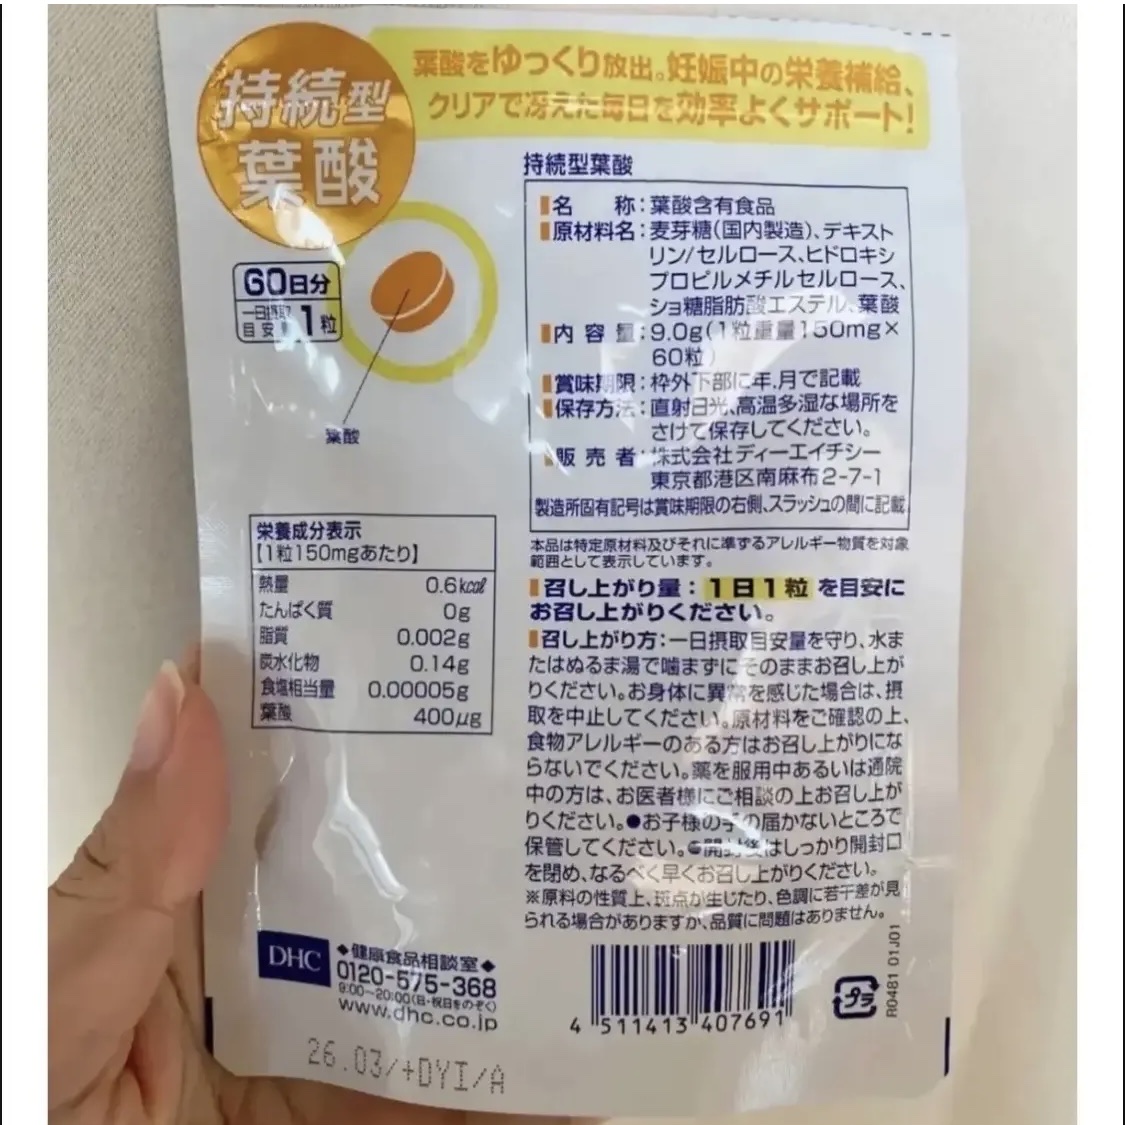 持続型
葉酸
葉酸をゆっくり放出。妊娠中の栄養補給、
クリアで冴えた毎日を効率よくサポート!
60日分
一日摂取
目安量
1粒
葉酸
持続型葉酸
名称:葉酸含有食品
原材料名:麦芽糖(国内製造)、デキスト
リン/セルロース、ヒドロキシ
プロピルメチルセルロース、
ショ糖脂肪酸エステル、葉酸
内容量:9.0g(1粒重量150mg×
60粒)
賞味期限:枠外下部に年.月で記載
保存方法:直射日光、高温多湿な場所を
さけて保存してください。
販売者:株式会社ディーエイチシー
東京都港区南麻布2-7-1
製造所固有記号は賞味期限の右側、スラッシュの間に記載
本品は特定原材料及びそれに準ずるアレルギー物質を対象
範囲として表示しています。
召し上がり量:1日1粒を目安に
お召し上がりください。
召し上がり方:一日摂取目安量を守り、水ま
たはぬるま湯で噛まずにそのままお召し上が
りください。お身体に異常を感じた場合は、摂
取を中止してください。原材料をご確認の上、
食物アレルギーのある方はお召し上がりにな
らないでください。薬を服用中あるいは通院
中の方は、お医者様にご相談の上お召し上が
りください。●お子様の手の届かないところで
保管してください。●開封後はしっかり開封口
を閉め、なるべく早くお召し上がりください。
※原料の性質上、斑点が生じたり、色調に若干差が見
られる場合がありますが、品質に問題はありません。
栄養成分表示
【1粒150mgあたり】
熱量 0.6kcal
たんぱく質 0g
脂質 0.002g
炭水化物 0.14g
食塩相当量 0.00005g
葉酸 400μg
DHC
◆健康食品相談室◆
0120-575-368
9:00〜20:00(日・祝日をのぞく)
www.dhc.co.jp
4 511413 407691
プラ
R0481 01J01
26.03/+DYI/A